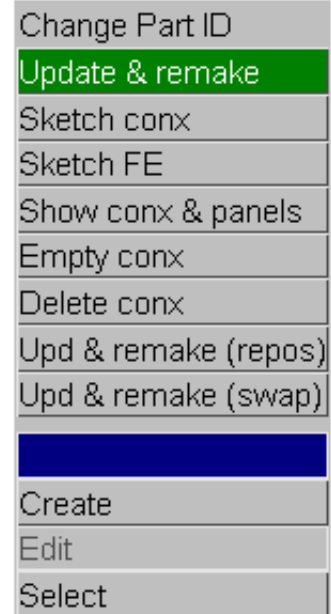 Change Part ID
Update & remake
Sketch conx
Sketch FE
Show conx & panels
Empty conx
Delete conx
Upd & remake (repos)
Upd & remake (swap)
Create
Edit
Select